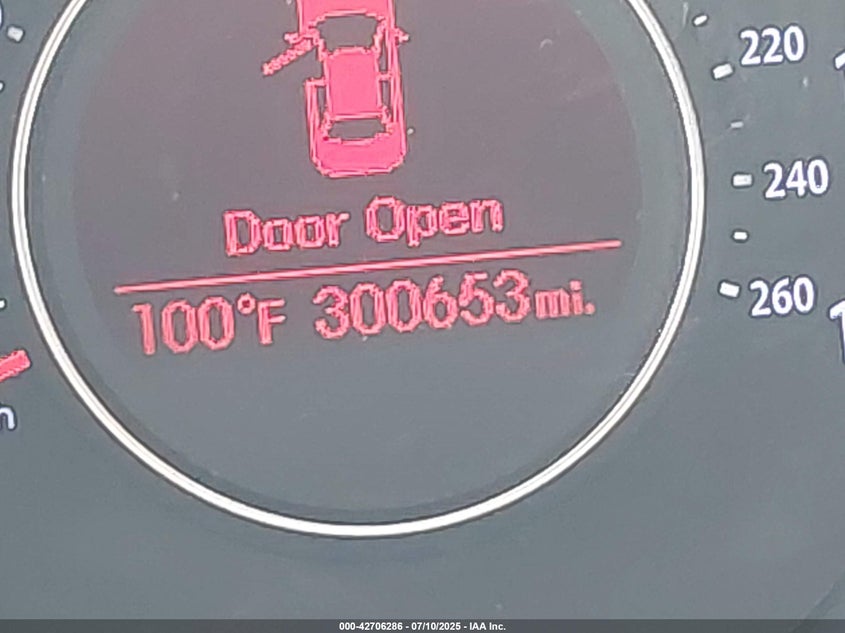 220
240
260
Door Open
100°F 300653mi.
000-42706286 - 07/10/2025 - IAA Inc.